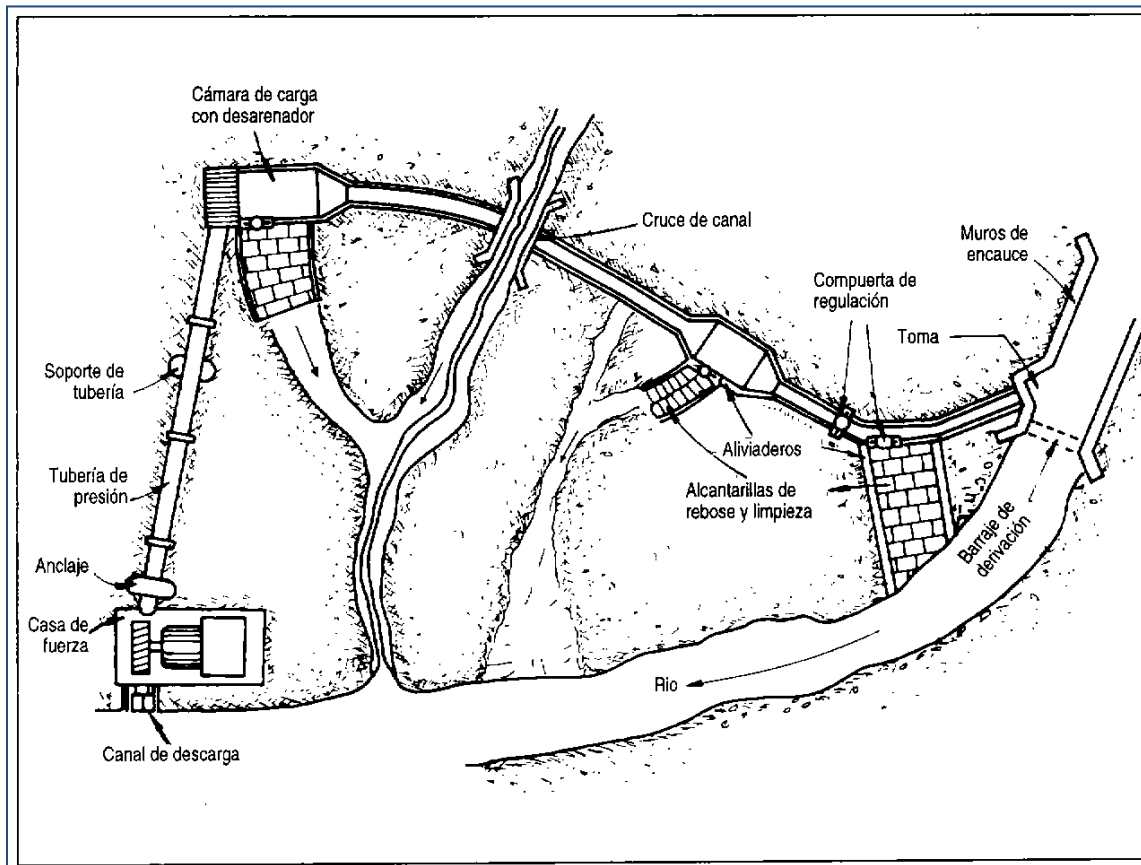 Cámara de carga
con desarenador
Cruce de canal
Muros de
encauce
Compuerta de
regulación
Toma
Soporte de
tubería
Tubería de
presión
Aliviaderos
Alcantarillas de
rebose y limpieza
Barraje de
derivación
Anclaje
Casa de
fuerza
Rio
Canal de descarga